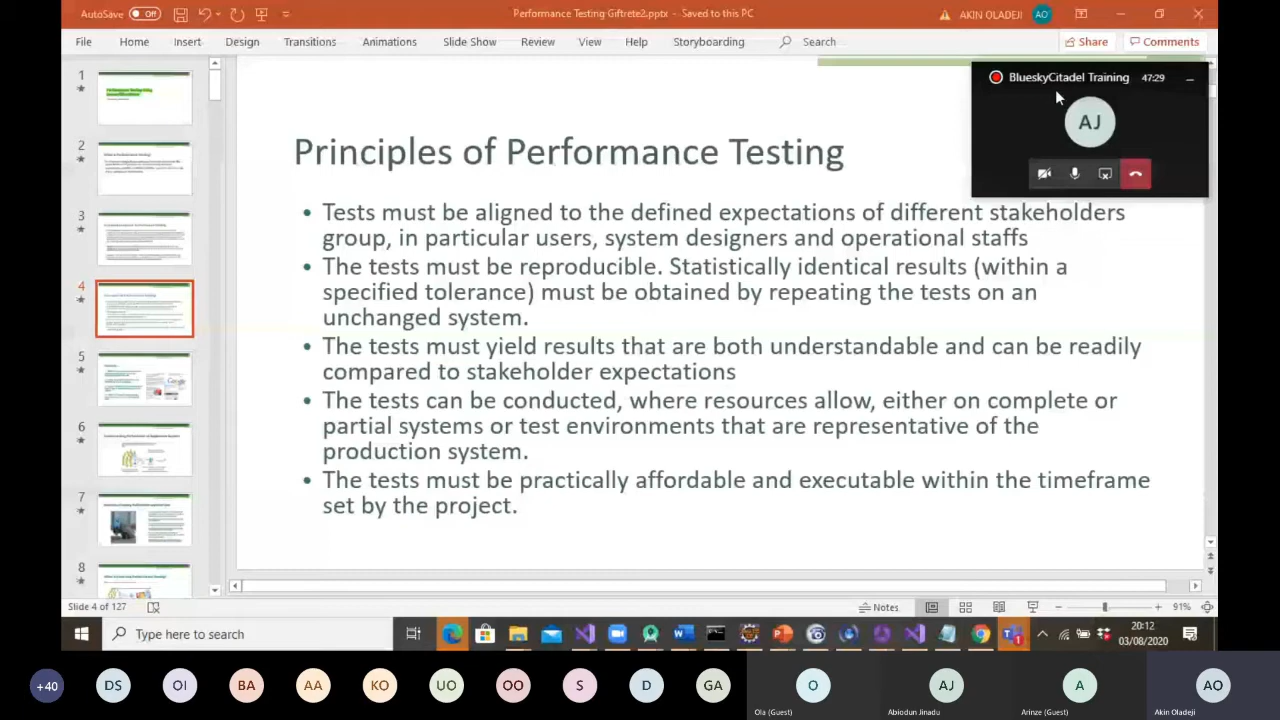 AutoSave
Off
Performance Testing Giftrete2.pptx - Saved to this PC
AKIN OLADEJI
AO
File
Home
Insert
Design
Transitions
Animations
Slide Show
Review
View
Help
Storyboarding
Search
Share
Comments
1
2
3
4
5
6
7
8
BlueskyCitadel Training
47:29
AJ
Principles of Performance Testing
• Tests must be aligned to the defined expectations of different stakeholders
group, in particular users, system designers and operational staffs
• The tests must be reproducible. Statistically identical results (within a
specified tolerance) must be obtained by repeating the tests on an
unchanged system.
• The tests must yield results that are both understandable and can be readily
compared to stakeholder expectations
• The tests can be conducted, where resources allow, either on complete or
partial systems or test environments that are representative of the
production system.
• The tests must be practically affordable and executable within the timeframe
set by the project.
Slide 4 of 127
Notes
91%
Type here to search
20:12
03/08/2020
+40
DS
OI
BA
AA
KO
UO
OO
S
D
GA
O
AJ
A
AO
Ola (Guest)
Abiodun Jinadu
Arinze (Guest)
Akin Oladeji